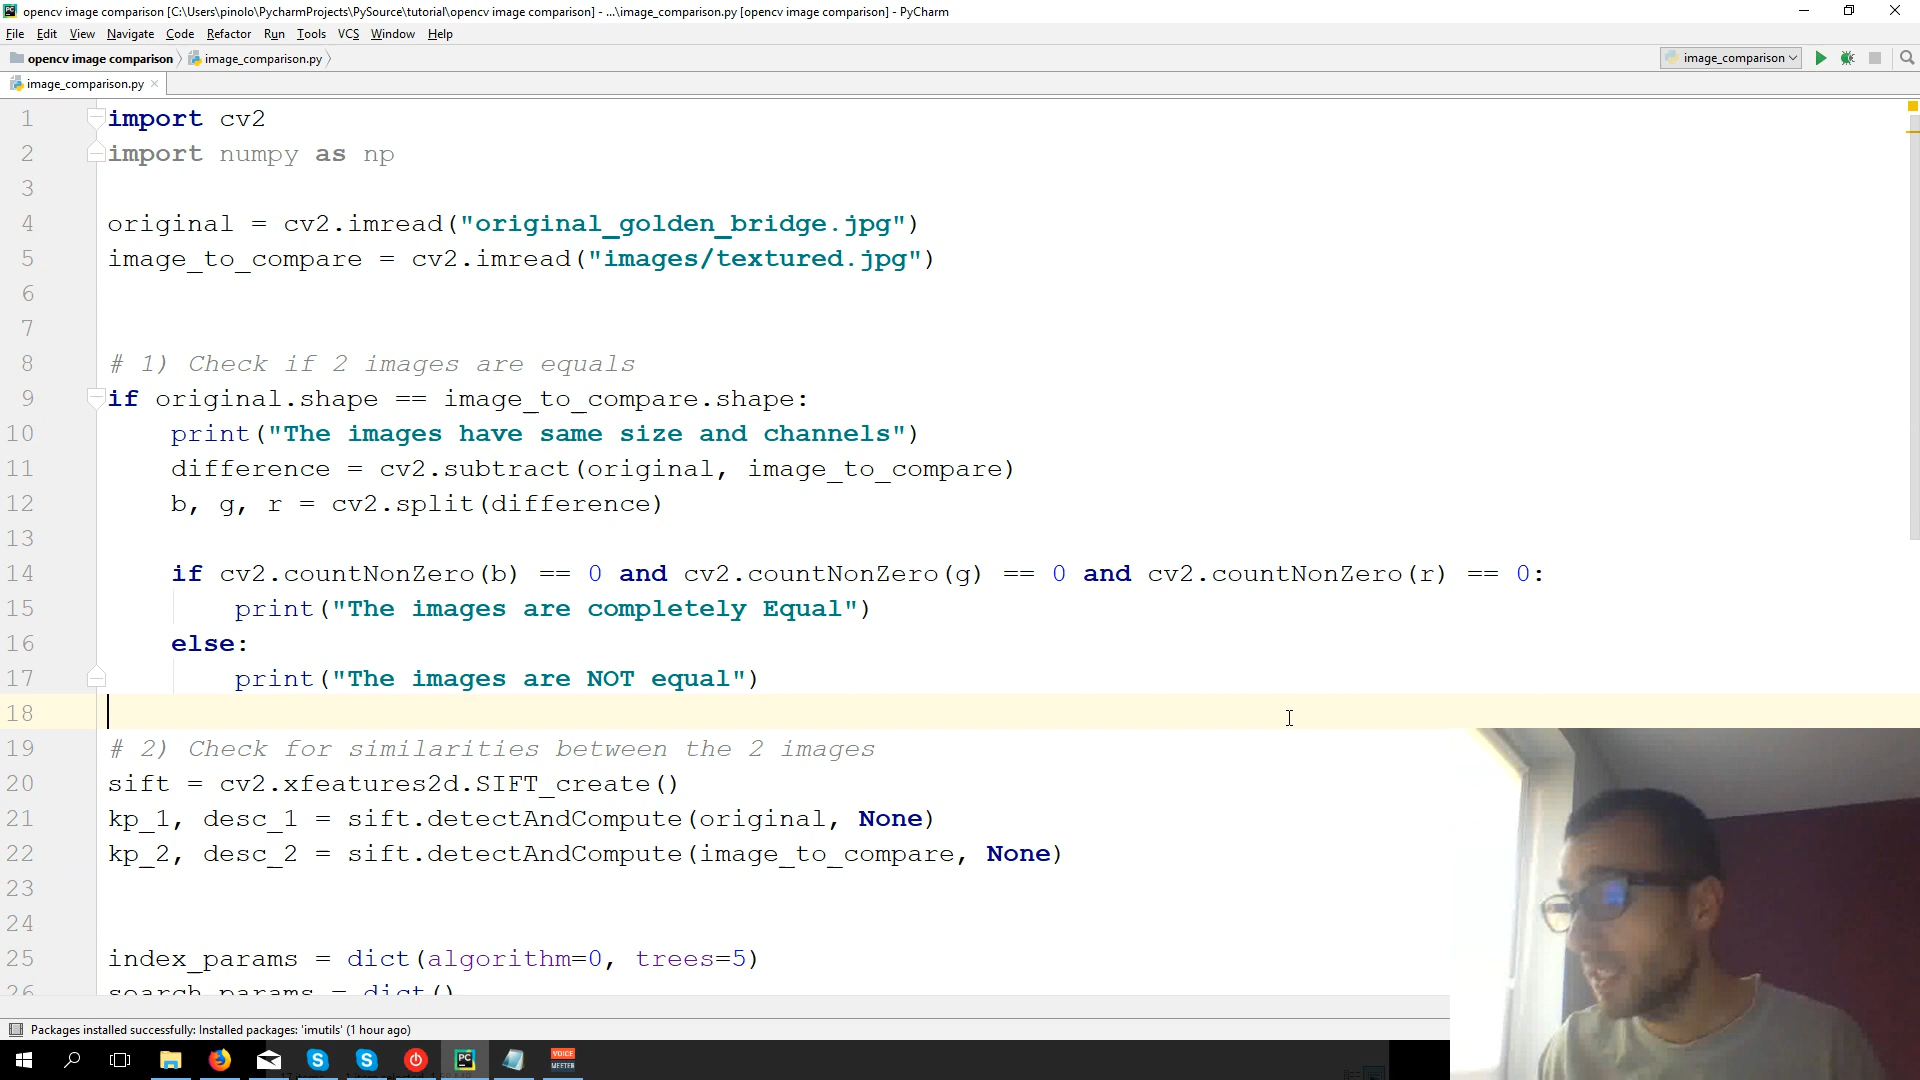 opencv image comparison [C:\Users\pinolo\PycharmProjects\PySource\tutorial\opencv image comparison] - ...\image_comparison.py [opencv image comparison] - PyCharm
File Edit View Navigate Code Refactor Run Tools VCS Window Help
opencv image comparison image_comparison.py image_comparison
image_comparison.py
1 import cv2
2 import numpy as np
3
4 original = cv2.imread("original_golden_bridge.jpg")
5 image_to_compare = cv2.imread("images/textured.jpg")
6
7
8 # 1) Check if 2 images are equals
9 if original.shape == image_to_compare.shape:
10 print("The images have same size and channels")
11 difference = cv2.subtract(original, image_to_compare)
12 b, g, r = cv2.split(difference)
13
14 if cv2.countNonZero(b) == 0 and cv2.countNonZero(g) == 0 and cv2.countNonZero(r) == 0:
15 print("The images are completely Equal")
16 else:
17 print("The images are NOT equal")
18
19 # 2) Check for similarities between the 2 images
20 sift = cv2.xfeatures2d.SIFT_create()
21 kp_1, desc_1 = sift.detectAndCompute(original, None)
22 kp_2, desc_2 = sift.detectAndCompute(image_to_compare, None)
23
24
25 index_params = dict(algorithm=0, trees=5)
26 search_params = dict()
Packages installed successfully: Installed packages: 'imutils' (1 hour ago)
PC
VOICE
MEETER